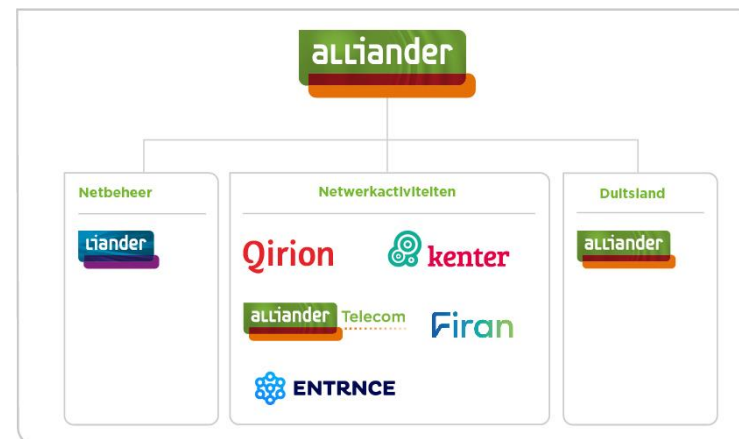 alliander
Netbeheer
Netwerkactiviteiten
Duitsland
Liander
Qirion
kenter
alliander
alliander Telecom
Firan
ENTRNCE